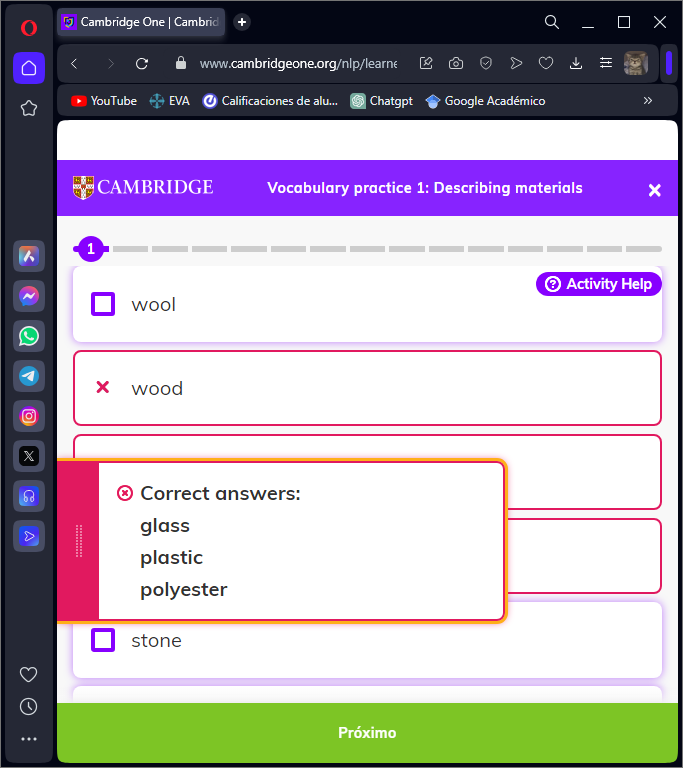 Cambridge One | Cambrid
www.cambridgeone.org/nlp/learne
YouTube
EVA
Calificaciones de alu...
Chatgpt
Google Académico
CAMBRIDGE
Vocabulary practice 1: Describing materials
1
Activity Help
wool
wood
Correct answers:
glass
plastic
polyester
stone
Próximo